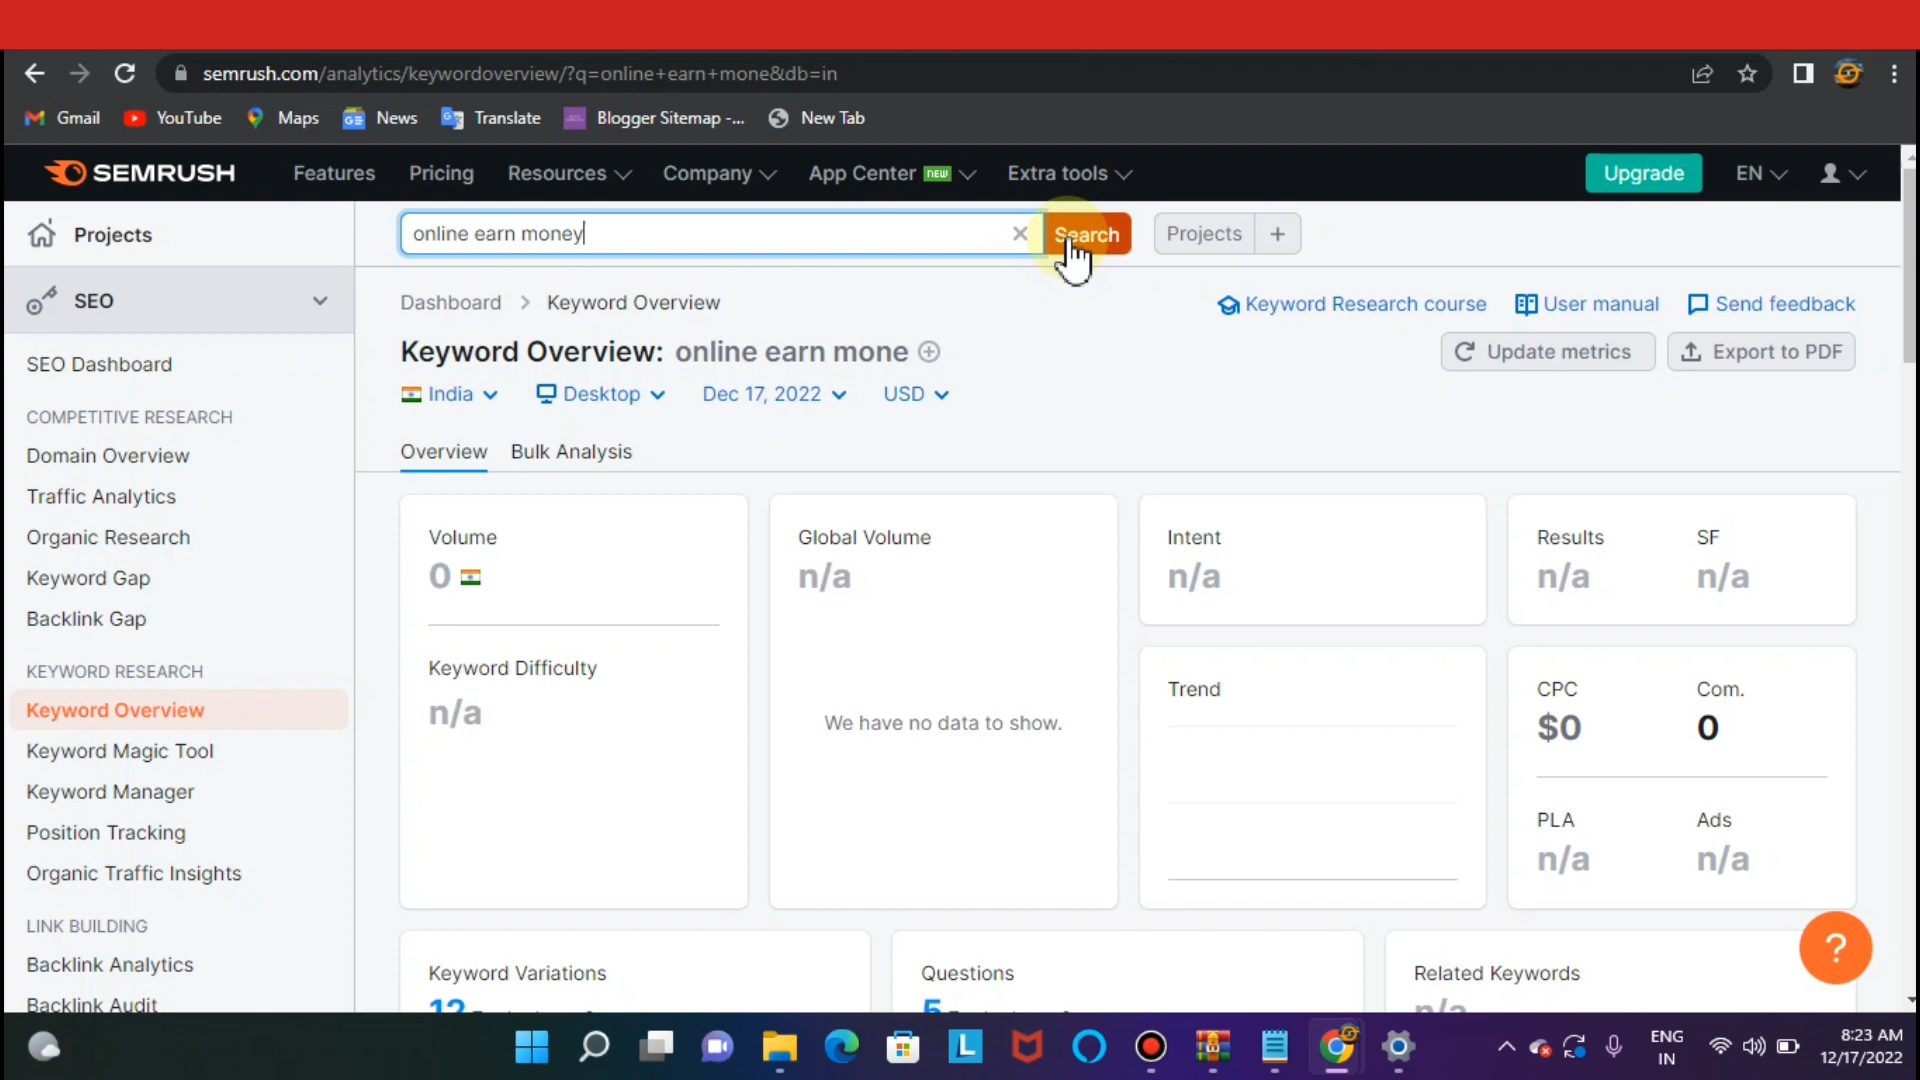 semrush.com/analytics/keywordoverview/?q=online+earn+mone&db=in
Gmail YouTube Maps News Translate Blogger Sitemap -... New Tab
SEMRUSH Features Pricing Resources Company App Center NEW Extra tools Upgrade EN
Projects
online earn money Search Projects +
SEO
Dashboard > Keyword Overview
Keyword Research course User manual Send feedback
Keyword Overview: online earn mone
Update metrics Export to PDF
India Desktop Dec 17, 2022 USD
Overview Bulk Analysis
SEO Dashboard
COMPETITIVE RESEARCH
Domain Overview
Traffic Analytics
Organic Research
Keyword Gap
Backlink Gap
KEYWORD RESEARCH
Keyword Overview
Keyword Magic Tool
Keyword Manager
Position Tracking
Organic Traffic Insights
LINK BUILDING
Backlink Analytics
Backlink Audit
Volume
0
Keyword Difficulty
n/a
Global Volume
n/a
We have no data to show.
Intent
n/a
Trend
Results SF
n/a n/a
CPC Com.
$0 0
PLA Ads
n/a n/a
Keyword Variations
12
Questions
5
Related Keywords
n/a
?
L
ENG
IN
8:23 AM
12/17/2022